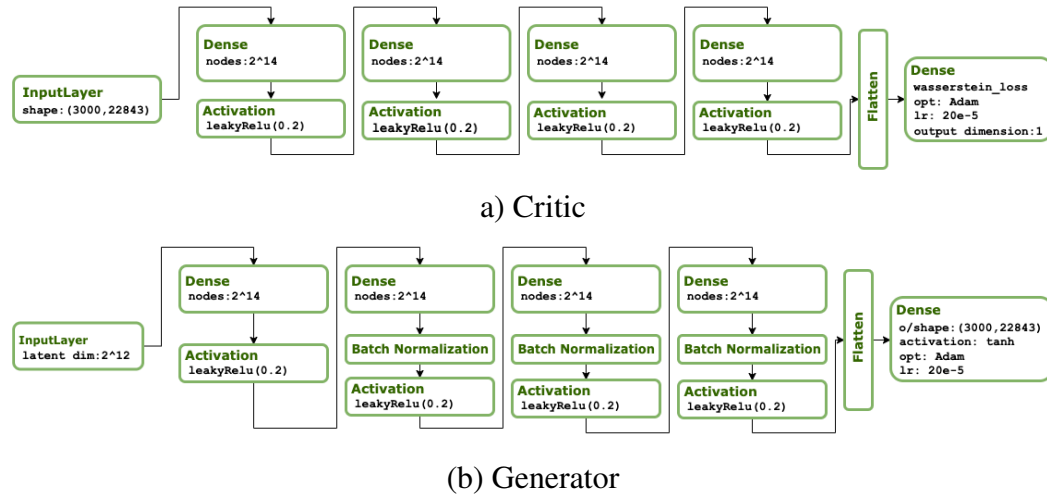 InputLayer
shape:(3000,22843)
Dense
nodes:2^14
Activation
leakyRelu(0.2)
Dense
nodes:2^14
Activation
leakyRelu(0.2)
Dense
nodes:2^14
Activation
leakyRelu(0.2)
Dense
nodes:2^14
Activation
leakyRelu(0.2)
Flatten
Dense
wasserstein_loss
opt: Adam
lr: 20e-5
output dimension:1
a) Critic
InputLayer
latent dim:2^12
Dense
nodes:2^14
Activation
leakyRelu(0.2)
Dense
nodes:2^14
Batch Normalization
Activation
leakyRelu(0.2)
Dense
nodes:2^14
Batch Normalization
Activation
leakyRelu(0.2)
Dense
nodes:2^14
Batch Normalization
Activation
leakyRelu(0.2)
Flatten
Dense
o/shape:(3000,22843)
activation: tanh
opt: Adam
lr: 20e-5
(b) Generator